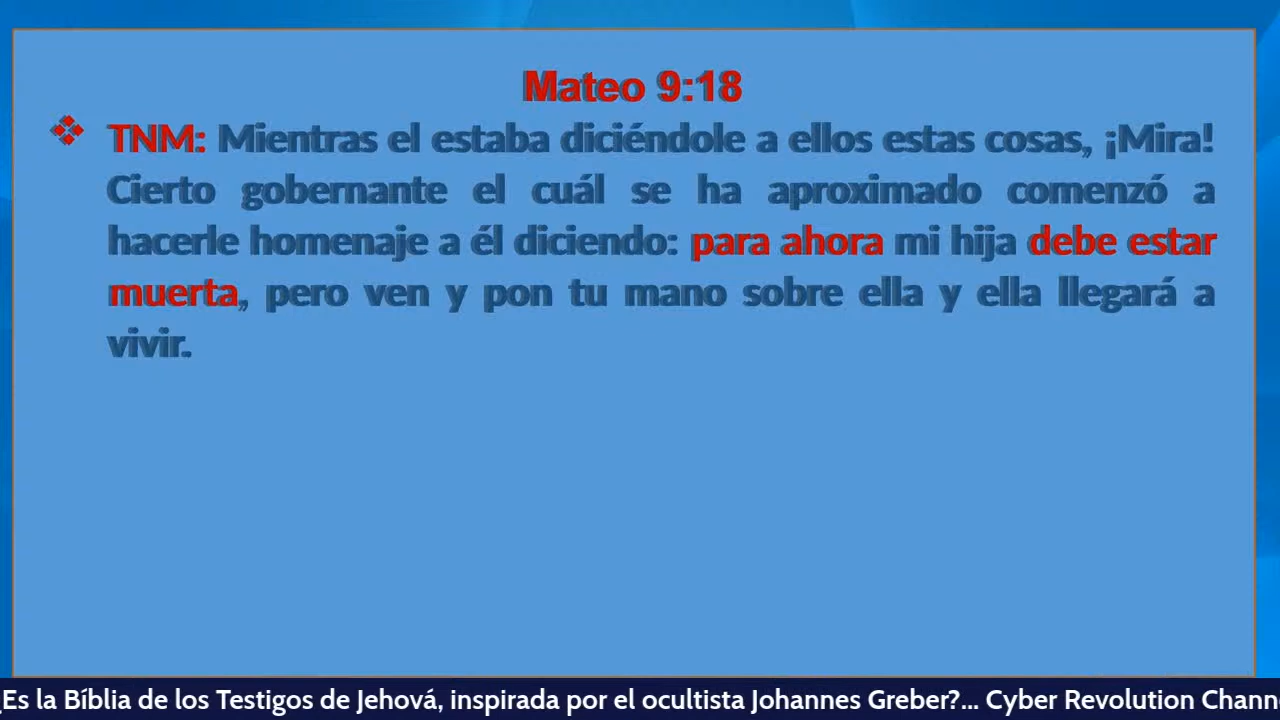 Mateo 9:18
TNM: Mientras el estaba diciéndole a ellos estas cosas, ¡Mira!
Cierto gobernante el cuál se ha aproximado comenzó a
hacerle homenaje a él diciendo: para ahora mi hija debe estar
muerta, pero ven y pon tu mano sobre ella y ella llegará a
vivir.
¿Es la Bíblia de los Testigos de Jehová, inspirada por el ocultista Johannes Greber?... Cyber Revolution Chann